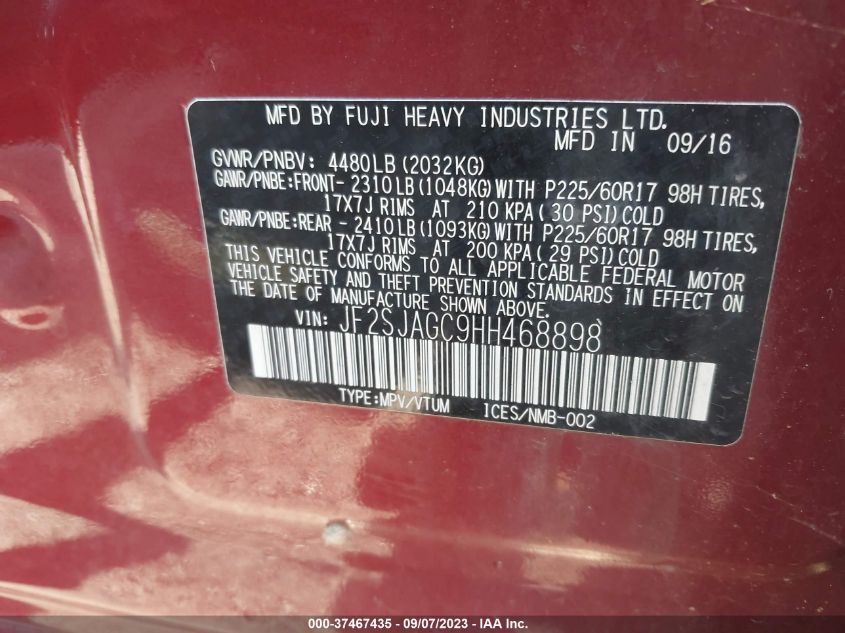 MFD BY FUJI HEAVY INDUSTRIES LTD.
MFD IN 09/16
GVWR/PNBV: 4480LB (2032KG)
GAWR/PNBE:FRONT- 2310LB (1048KG) WITH P225/60R17 98H TIRES,
17X7J RIMS AT 210 KPA ( 30 PSI) COLD
GAWR/PNBE:REAR - 2410LB (1093KG) WITH P225/60R17 98H TIRES,
17X7J RIMS AT 200 KPA ( 29 PSI) COLD
THIS VEHICLE CONFORMS TO ALL APPLICABLE FEDERAL MOTOR
VEHICLE SAFETY AND THEFT PREVENTION STANDARDS IN EFFECT ON
THE DATE OF MANUFACTURE SHOWN ABOVE.
VIN: JF2SJAGC9HH468898
TYPE:MPV/VTUM ICES/NMB-002
000-37467435 - 09/07/2023 - IAA Inc.